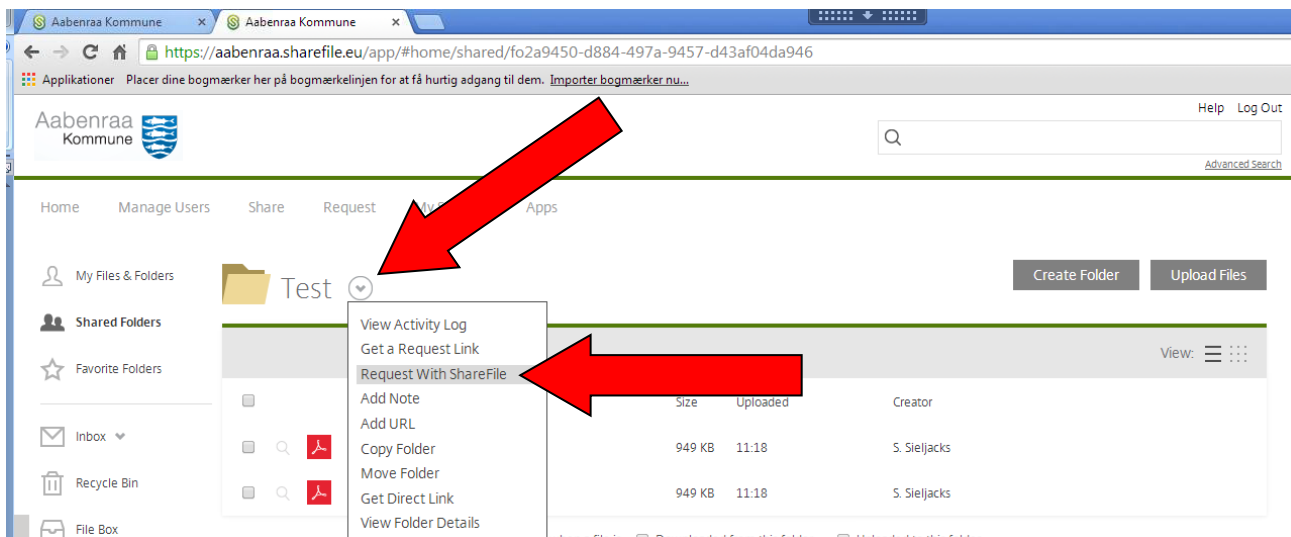 Aabenraa Kommune
Aabenraa Kommune
https://aabenraa.sharefile.eu/app/#home/shared/fo2a9450-d884-497a-9457-d43af04da946
Applikationer Placer dine bogmærker her på bogmærkelinjen for at få hurtig adgang til dem. Importer bogmærker nu...
Help Log Out
Aabenraa
Kommune
Advanced Search
Home Manage Users Share Request Apps
My Files & Folders
Test
Create Folder Upload Files
Shared Folders
View Activity Log
Get a Request Link
View:
Favorite Folders
Request With ShareFile
Add Note
Size Uploaded Creator
Add URL
Inbox
Copy Folder
949 KB 11:18 S. Sieljacks
Move Folder
Recycle Bin
Get Direct Link
949 KB 11:18 S. Sieljacks
View Folder Details
File Box